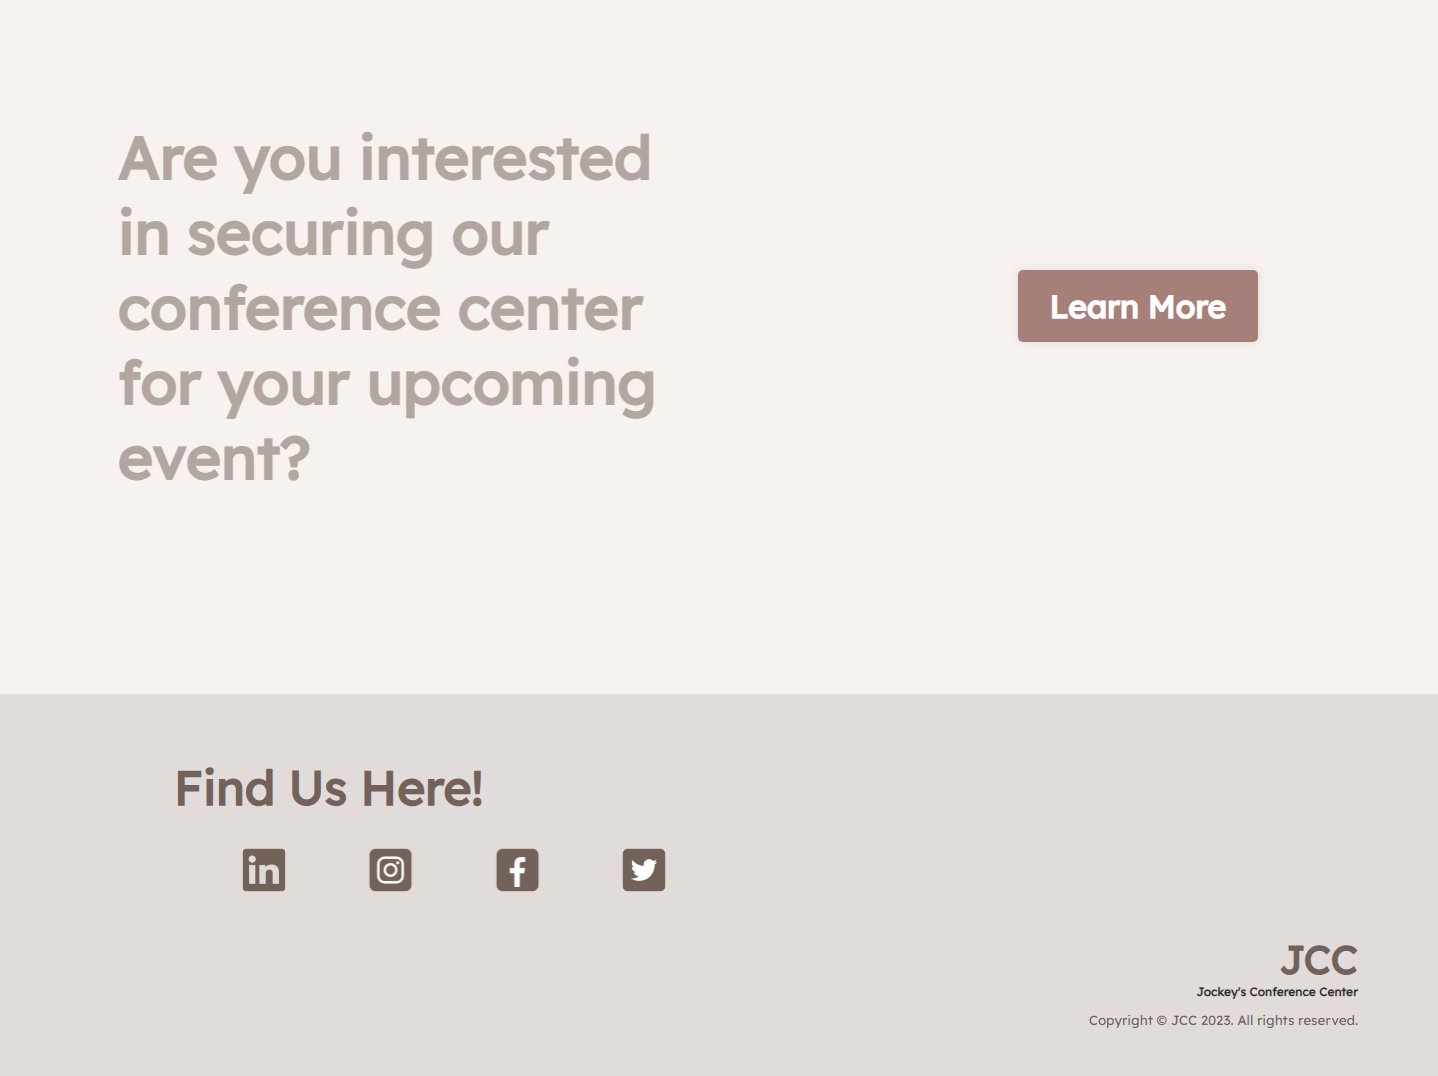 Are you interested
in securing our
conference center
for your upcoming
event?
Learn More
Find Us Here!
JCC
Jockey's Conference Center
Copyright © JCC 2023. All rights reserved.